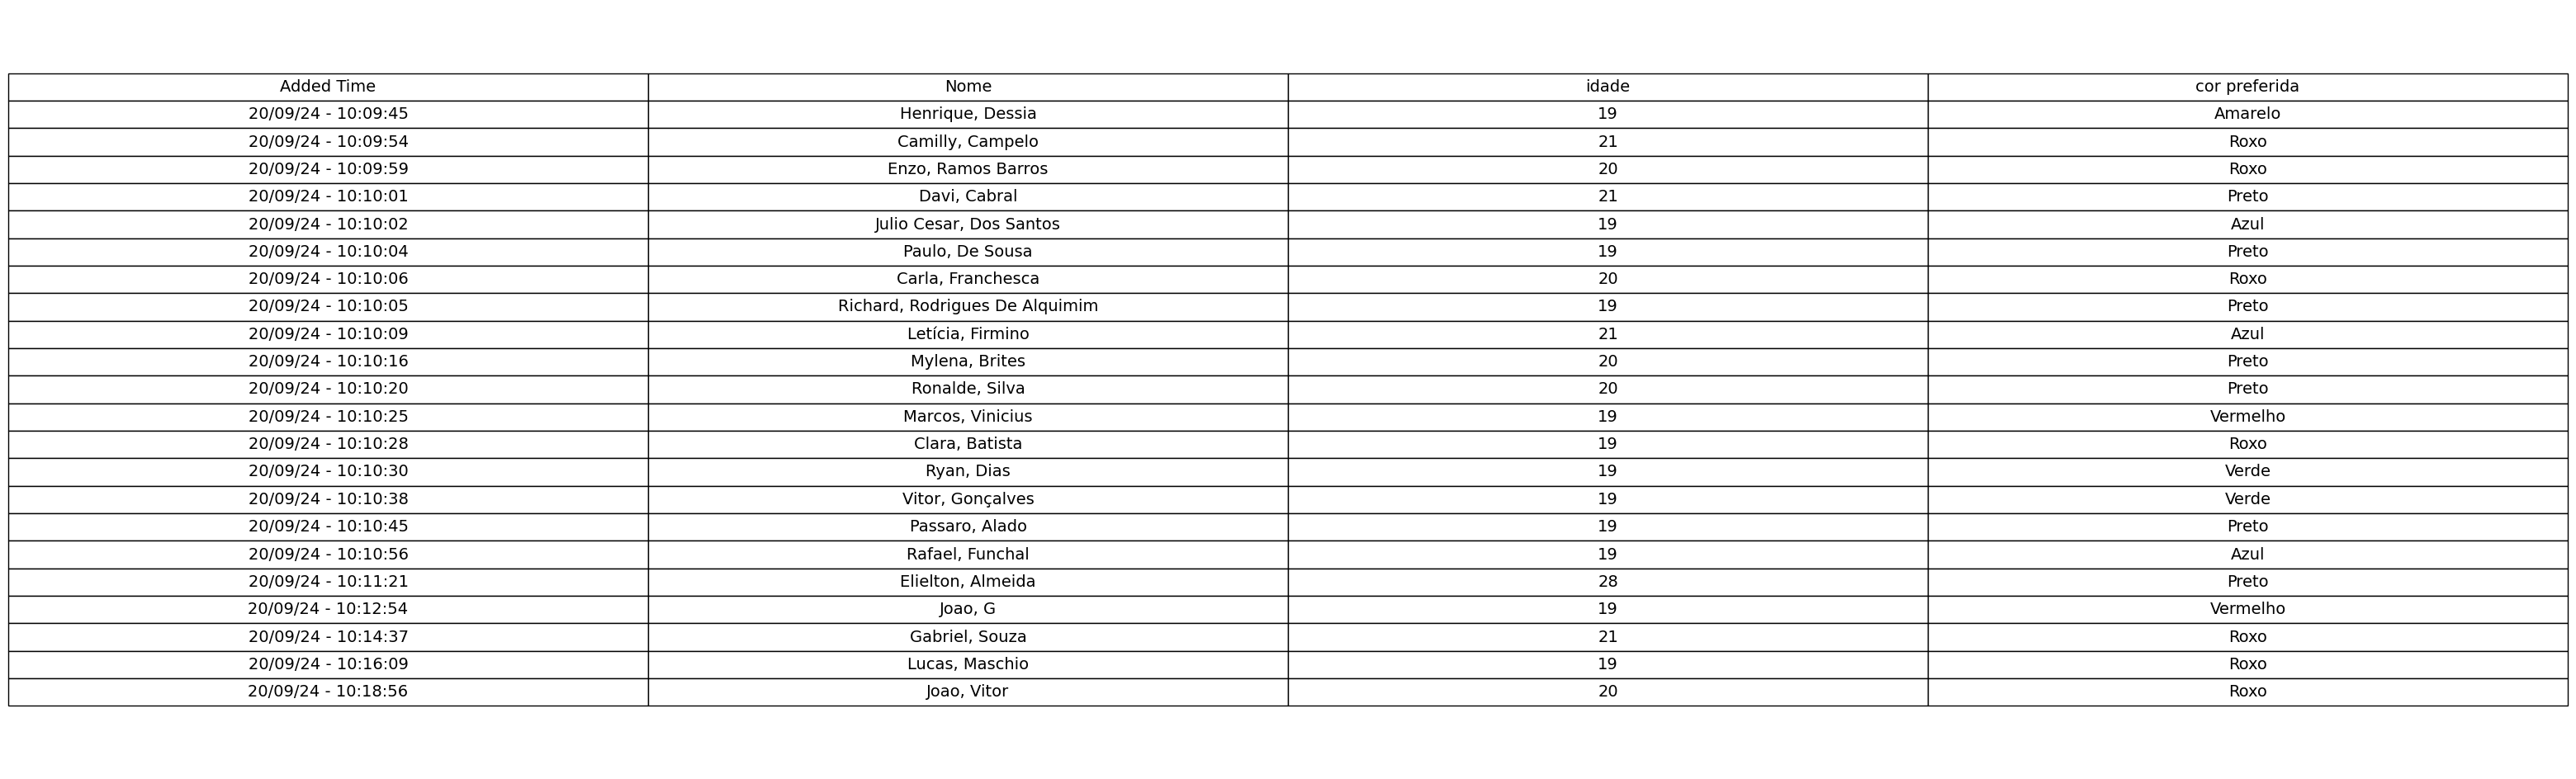 Added Time Nome idade cor preferida
20/09/24 - 10:09:45 Henrique, Dessia 19 Amarelo
20/09/24 - 10:09:54 Camilly, Campelo 21 Roxo
20/09/24 - 10:09:59 Enzo, Ramos Barros 20 Roxo
20/09/24 - 10:10:01 Davi, Cabral 21 Preto
20/09/24 - 10:10:02 Julio Cesar, Dos Santos 19 Azul
20/09/24 - 10:10:04 Paulo, De Sousa 19 Preto
20/09/24 - 10:10:06 Carla, Franchesca 20 Roxo
20/09/24 - 10:10:05 Richard, Rodrigues De Alquimim 19 Preto
20/09/24 - 10:10:09 Letícia, Firmino 21 Azul
20/09/24 - 10:10:16 Mylena, Brites 20 Preto
20/09/24 - 10:10:20 Ronalde, Silva 20 Preto
20/09/24 - 10:10:25 Marcos, Vinicius 19 Vermelho
20/09/24 - 10:10:28 Clara, Batista 19 Roxo
20/09/24 - 10:10:30 Ryan, Dias 19 Verde
20/09/24 - 10:10:38 Vitor, Gonçalves 19 Verde
20/09/24 - 10:10:45 Passaro, Alado 19 Preto
20/09/24 - 10:10:56 Rafael, Funchal 19 Azul
20/09/24 - 10:11:21 Elielton, Almeida 28 Preto
20/09/24 - 10:12:54 Joao, G 19 Vermelho
20/09/24 - 10:14:37 Gabriel, Souza 21 Roxo
20/09/24 - 10:16:09 Lucas, Maschio 19 Roxo
20/09/24 - 10:18:56 Joao, Vitor 20 Roxo